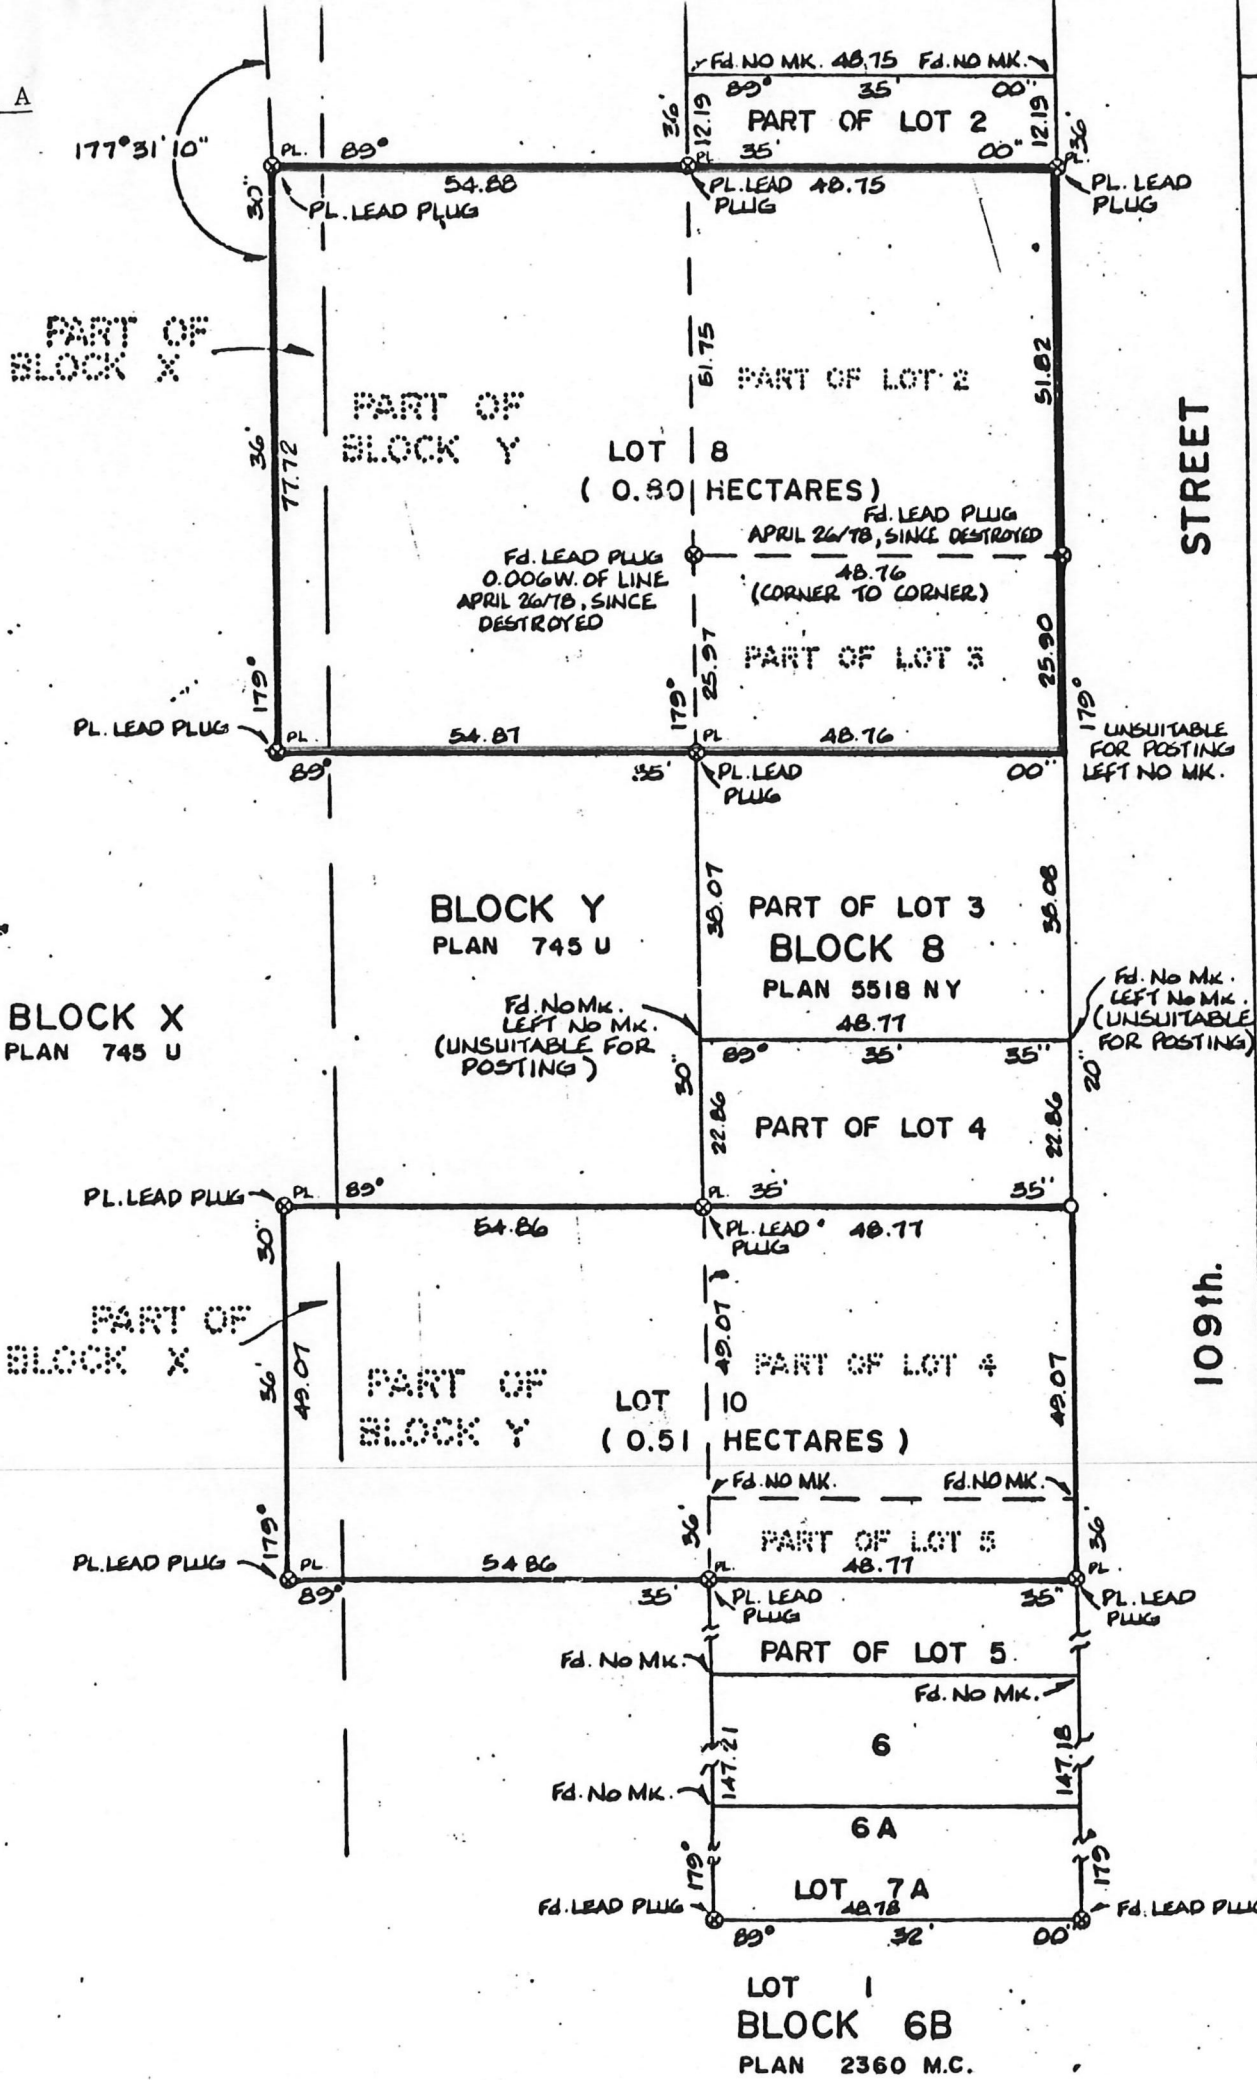 Fd. NO MK. 48.75 Fd. NO MK.
89° 35' 00"
A
36'
12.19
PART OF LOT 2
12.19
36'
177°31'10"
PL.
89°
PL.
35'
00"
P.
54.88
PL. LEAD PLUG
48.75
PL. LEAD
PLUG
30"
PL. LEAD PLUG
PART OF
BLOCK X
61.75
PART OF LOT 2
51.82
PART OF
BLOCK Y
STREET
36'
77.72
LOT 8
( 0.80 HECTARES )
Fd. LEAD PLUG
APRIL 26/78, SINCE DESTROYED
Fd. LEAD PLUG
0.006 W. OF LINE
APRIL 26/78, SINCE
DESTROYED
48.76
(CORNER TO CORNER)
25.97
PART OF LOT 3
25.90
179°
179°
179°
PL. LEAD PLUG
PL.
54.87
PL.
48.76
UNSUITABLE
FOR POSTING
LEFT NO MK.
89°
35'
PL. LEAD
PLUG
00"
38.07
PART OF LOT 3
38.08
BLOCK Y
PLAN 745 U
BLOCK 8
PLAN 5518 NY
BLOCK X
PLAN 745 U
Fd. No MK.
LEFT NO MK.
(UNSUITABLE FOR
POSTING)
48.77
Fd. No MK.
LEFT No MK.
(UNSUITABLE
FOR POSTING)
89° 35' 35"
30"
20"
22.86
PART OF LOT 4
22.86
PL. LEAD PLUG
PL.
89°
PL.
35'
35"
54.86
PL. LEAD
PLUG
48.77
30"
109th.
PART OF
BLOCK X
36'
49.07
49.07
PART OF LOT 4
49.07
PART OF
BLOCK Y
LOT 10
( 0.51 HECTARES )
Fd. NO MK.
Fd. NO MK.
36'
PART OF LOT 5
36'
179°
PL. LEAD PLUG
PL.
54.86
PL.
48.77
PL.
89°
35'
PL. LEAD
PLUG
35"
PL. LEAD
PLUG
PART OF LOT 5
Fd. No MK.
Fd. No MK.
147.21
6
147.18
Fd. No MK.
6A
179°
LOT 7A
179°
Fd. LEAD PLUG
48.78
Fd. LEAD
89° 32' 00"
LOT 1
BLOCK 6B
PLAN 2360 M.C.